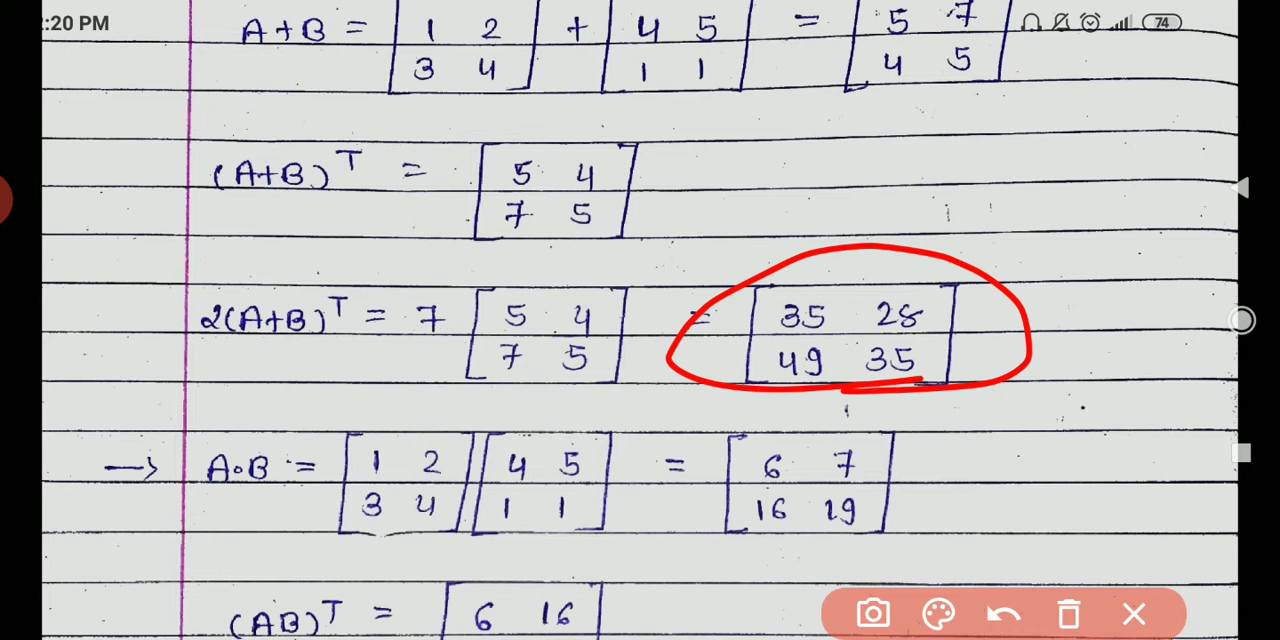 2:20 PM
74
A+B = [1 2 + [4 5 = [5 7
3 4] 1 1] 4 5]
(A+B)ᵀ = [5 4
7 5]
2(A+B)ᵀ = 7 [5 4 = [35 28
7 5] 49 35]
→ A·B = [1 2 [4 5 = [6 7
3 4] 1 1] 16 19]
(AB)ᵀ = [6 16